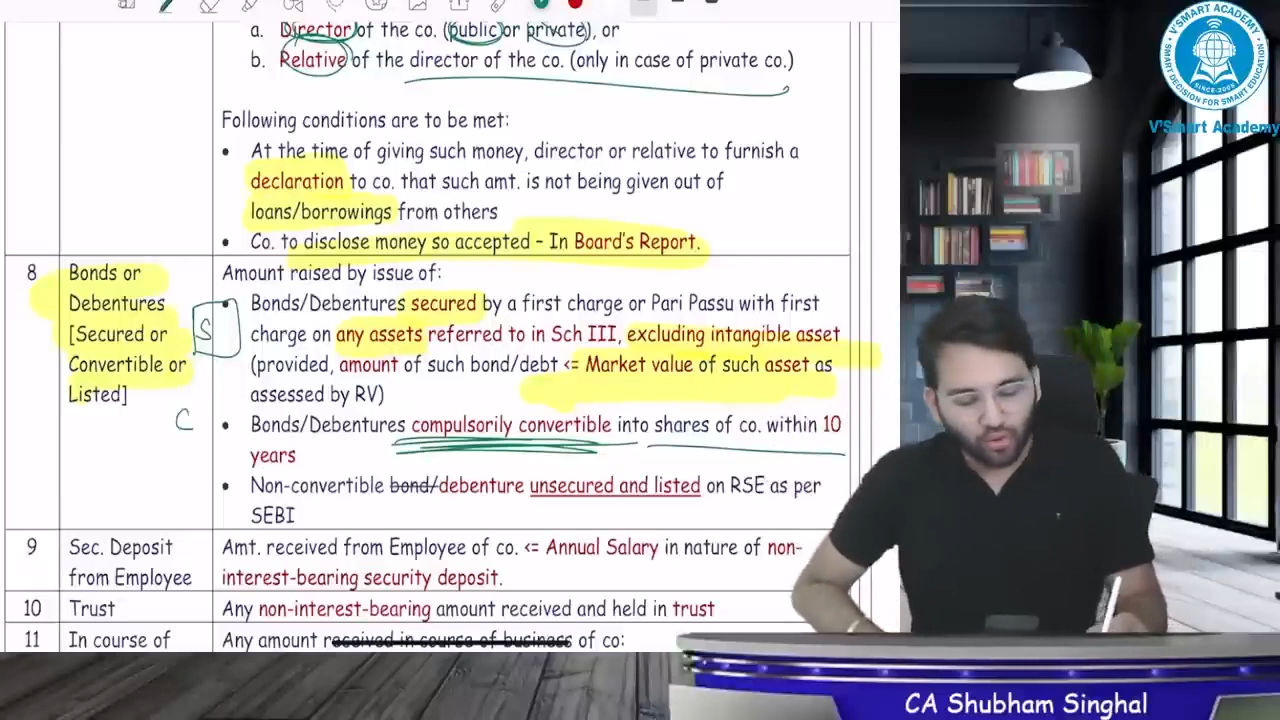 a. Director of the co. (public or private), or
b. Relative of the director of the co. (only in case of private co.)
Following conditions are to be met:
• At the time of giving such money, director or relative to furnish a
declaration to co. that such amt. is not being given out of
loans/borrowings from others
• Co. to disclose money so accepted – In Board's Report.
8 Bonds or
Debentures
[Secured or
Convertible or
Listed]
Amount raised by issue of:
S
• Bonds/Debentures secured by a first charge or Pari Passu with first
charge on any assets referred to in Sch III, excluding intangible asset
(provided, amount of such bond/debt <= Market value of such asset as
assessed by RV)
C
• Bonds/Debentures compulsorily convertible into shares of co. within 10
years
• Non-convertible bond/debenture unsecured and listed on RSE as per
SEBI
9 Sec. Deposit
from Employee
Amt. received from Employee of co. <= Annual Salary in nature of non-
interest-bearing security deposit.
10 Trust
Any non-interest-bearing amount received and held in trust
11 In course of
Any amount received in course of business of co:
V'SMART ACADEMY
SMART DECISION FOR SMART EDUCATION
SINCE-2005
V'Smart Academy
CA Shubham Singhal